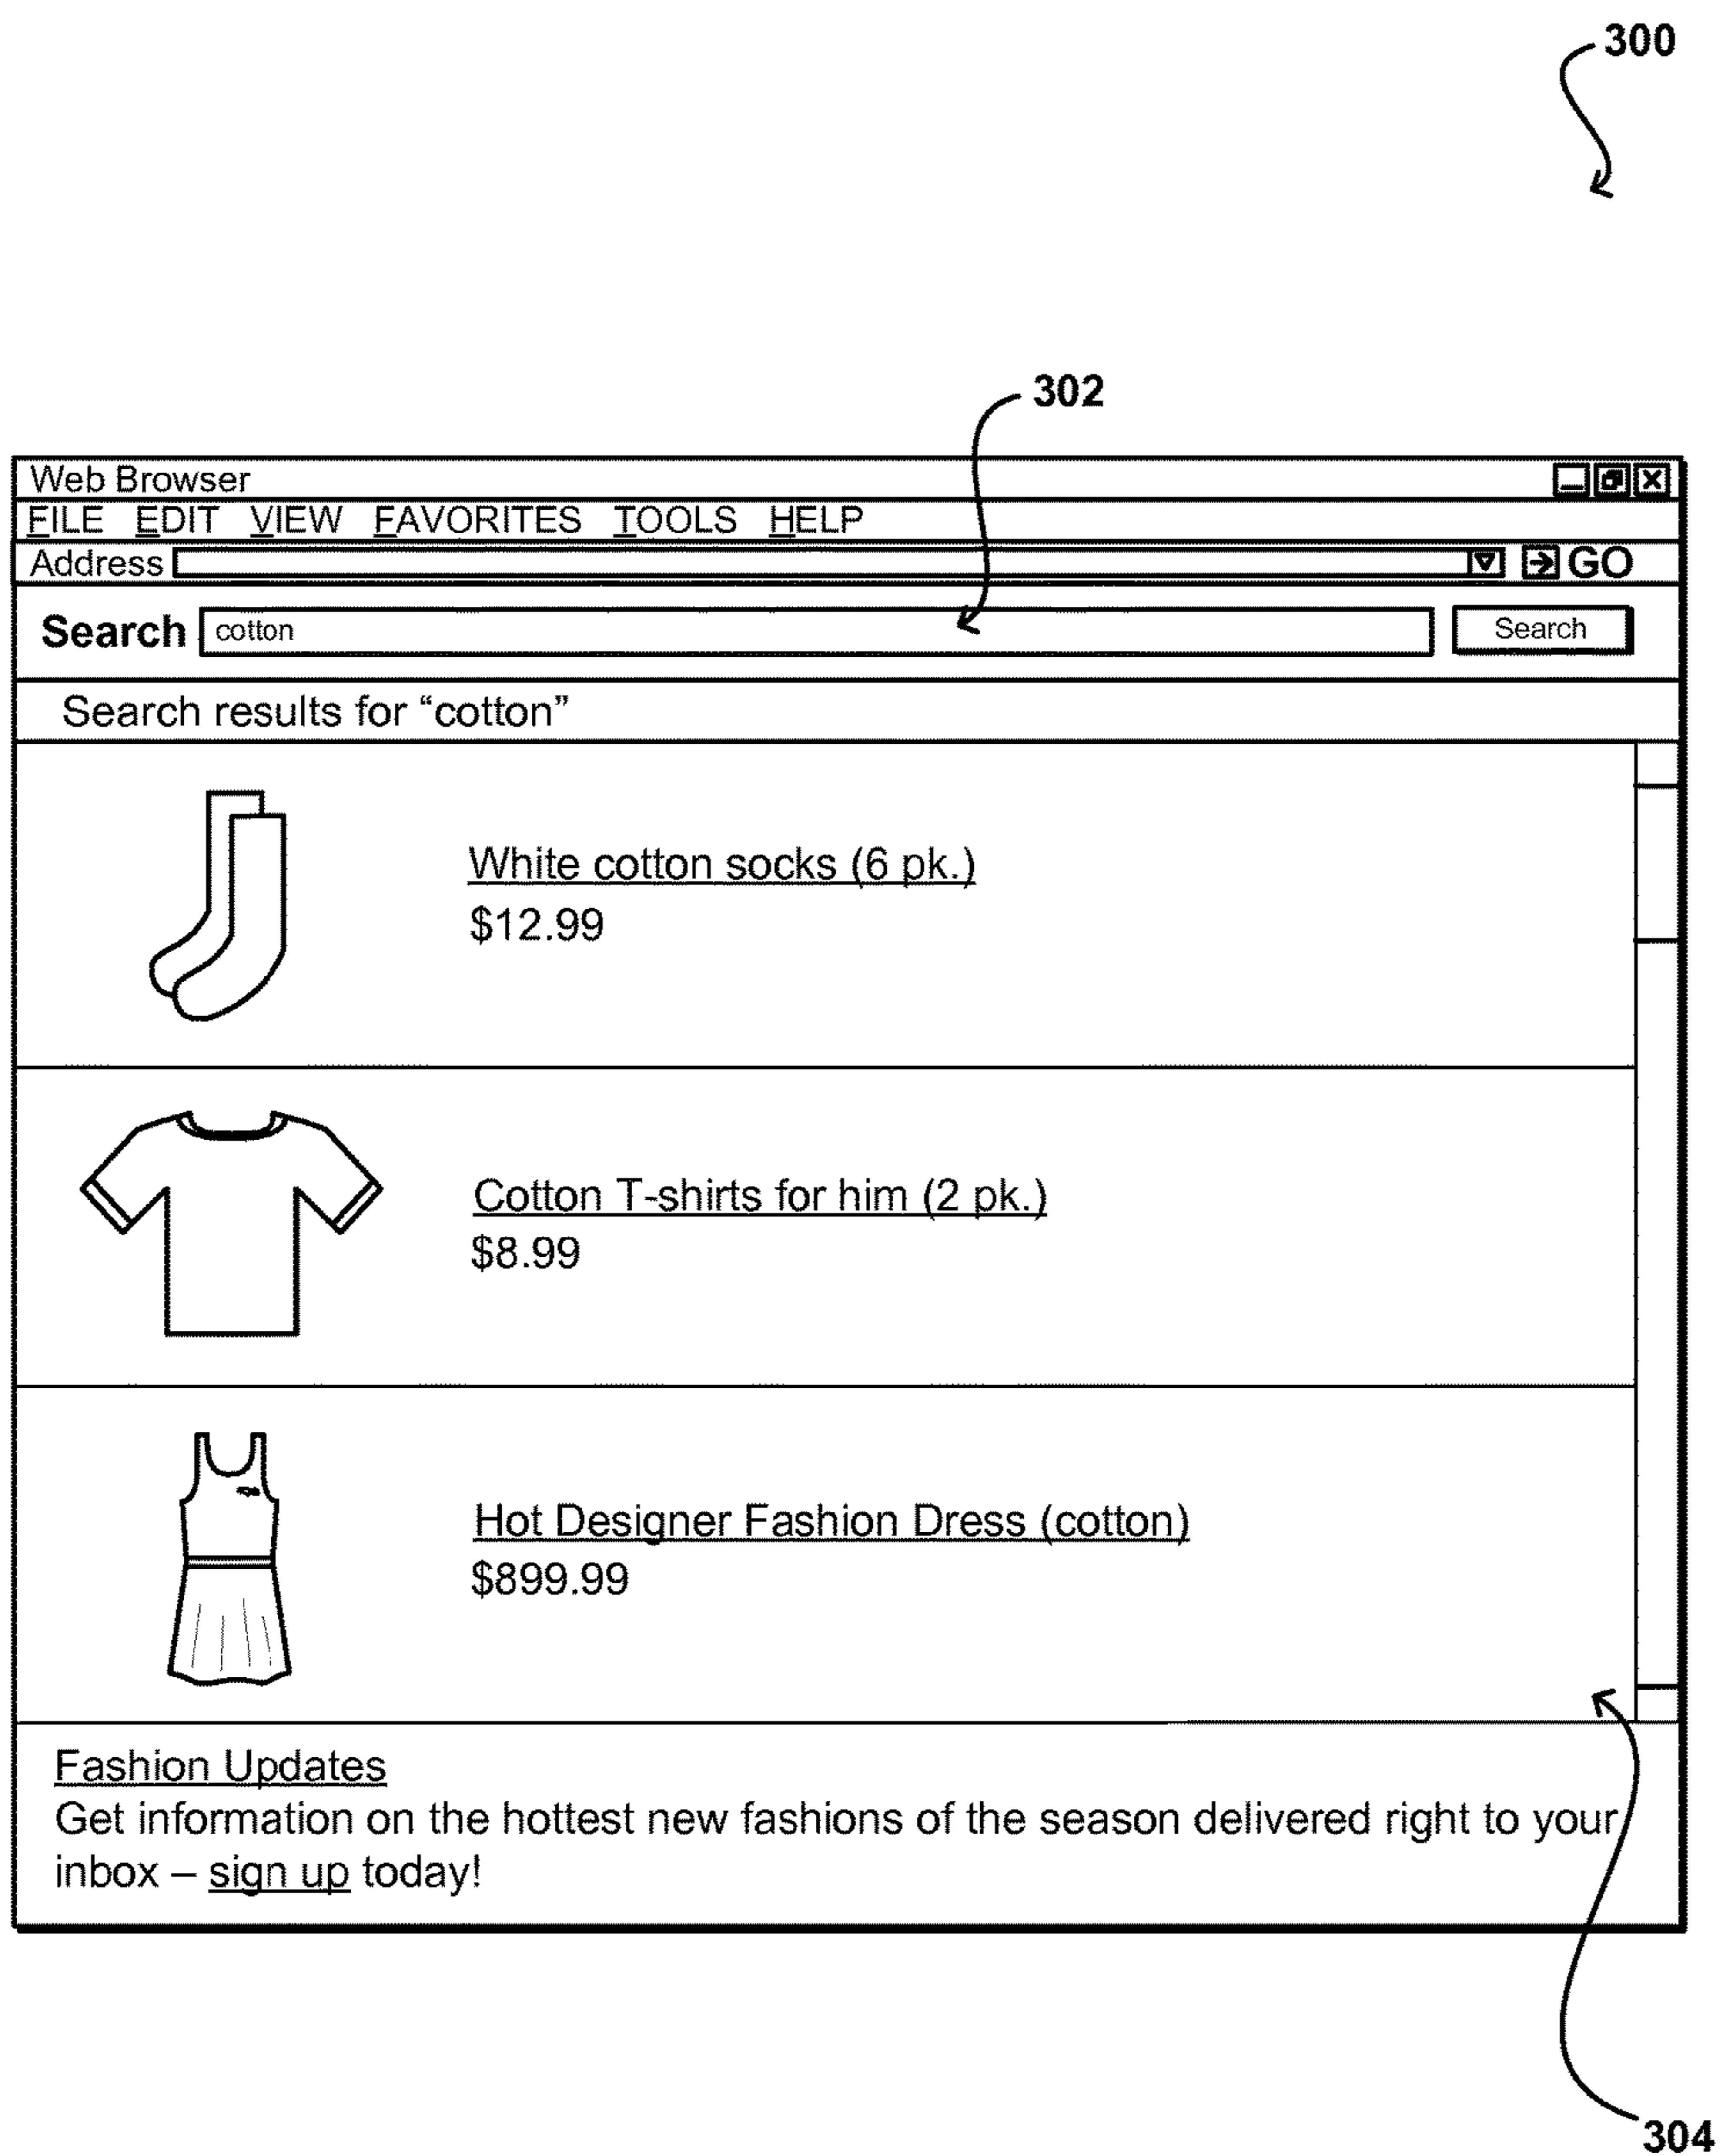 300
302
Web Browser
FILE EDIT VIEW FAVORITES TOOLS HELP
Address GO
Search cotton Search
Search results for “cotton”
White cotton socks (6 pk.)
$12.99
Cotton T-shirts for him (2 pk.)
$8.99
Hot Designer Fashion Dress (cotton)
$899.99
Fashion Updates
Get information on the hottest new fashions of the season delivered right to your
inbox – sign up today!
304